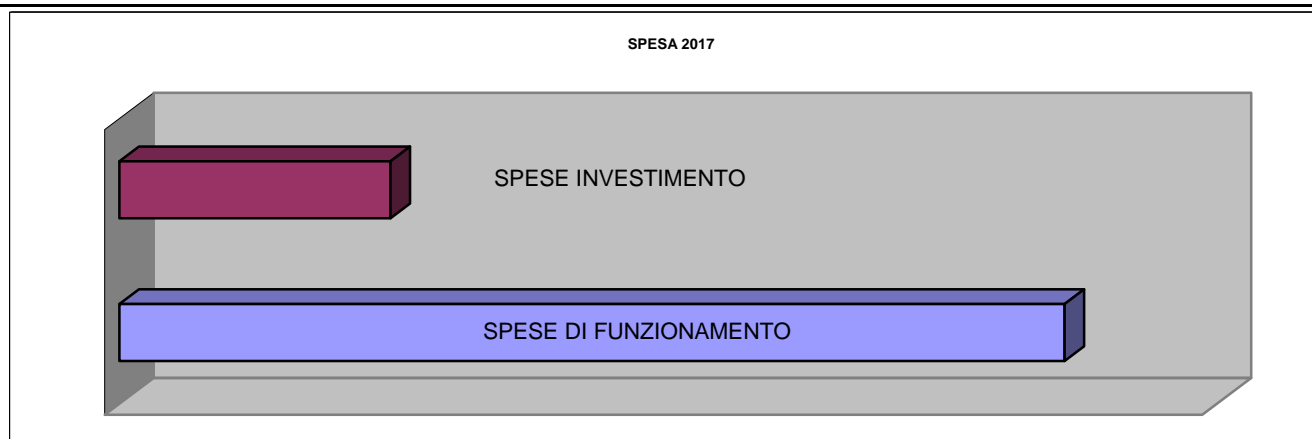 SPESA 2017
SPESE INVESTIMENTO
SPESE DI FUNZIONAMENTO